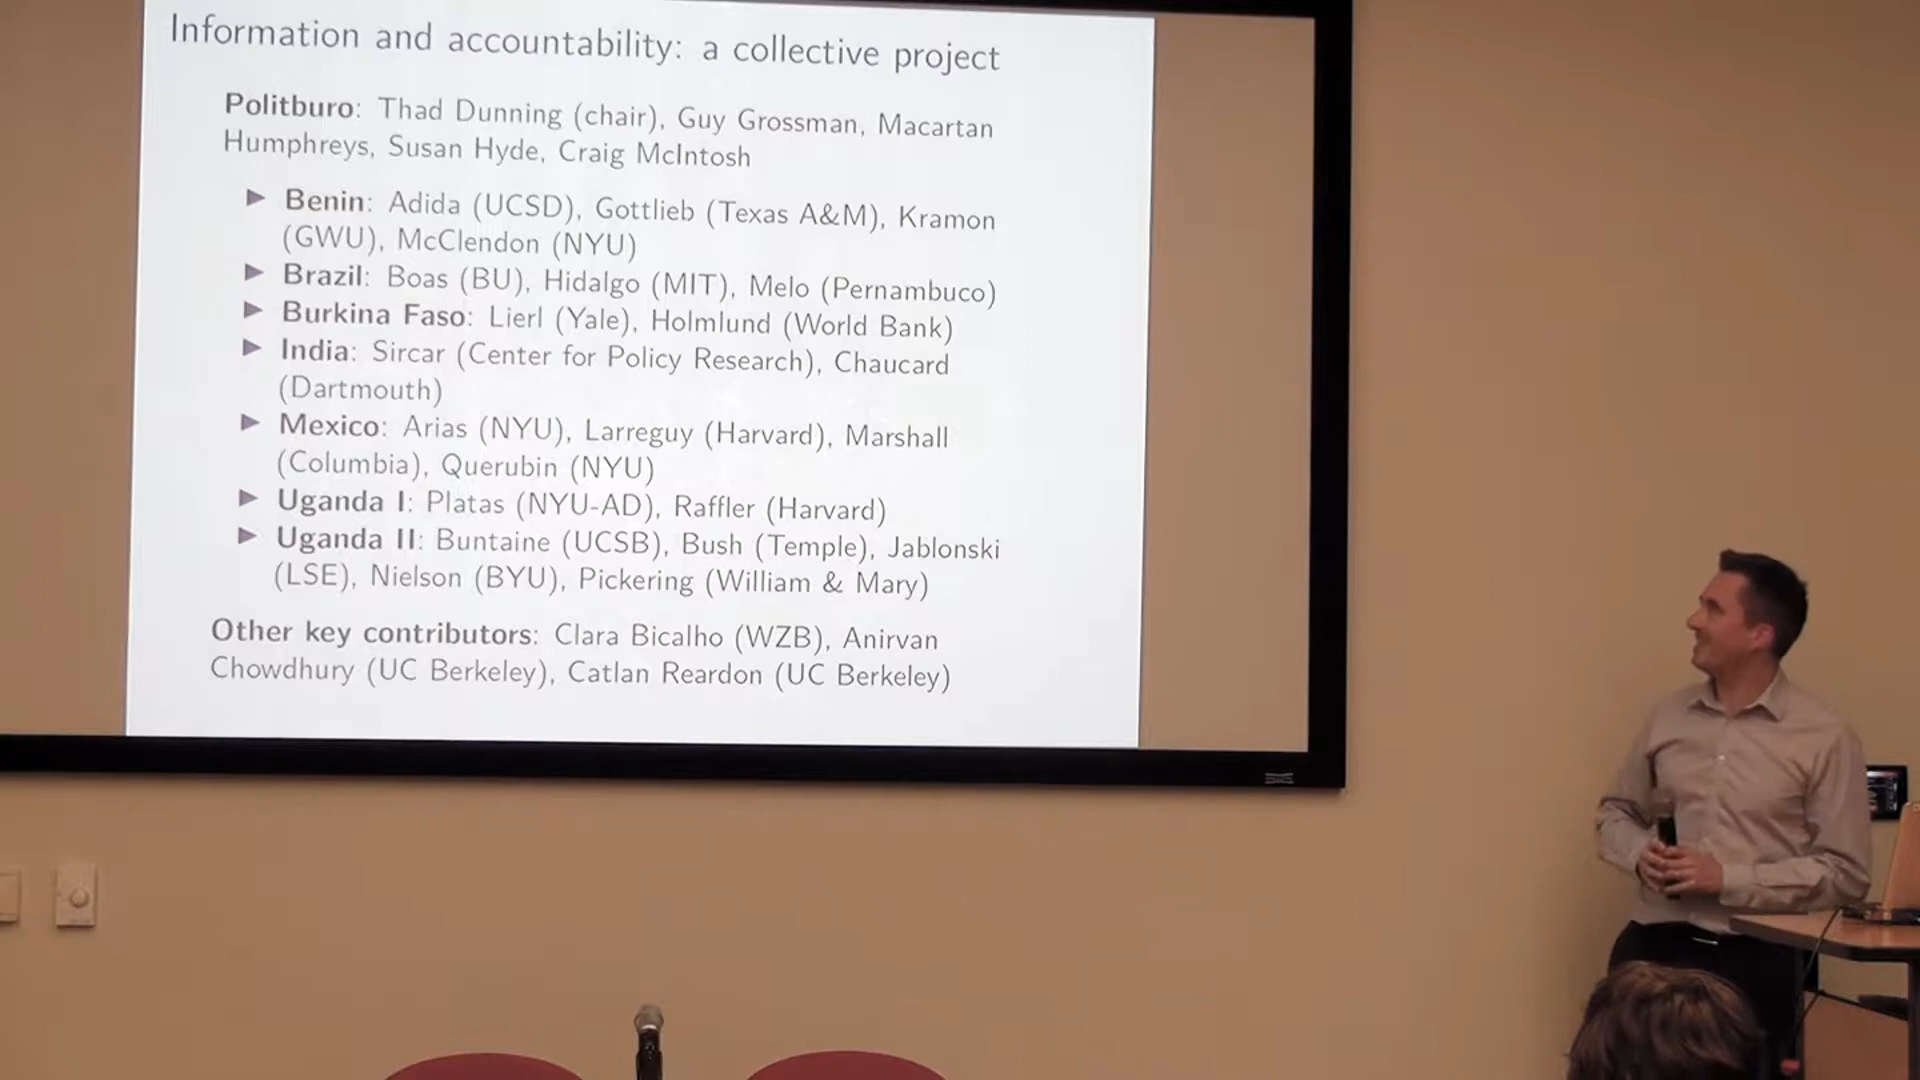 Information and accountability: a collective project
Politburo: Thad Dunning (chair), Guy Grossman, Macartan
Humphreys, Susan Hyde, Craig McIntosh
▶ Benin: Adida (UCSD), Gottlieb (Texas A&M), Kramon
(GWU), McClendon (NYU)
▶ Brazil: Boas (BU), Hidalgo (MIT), Melo (Pernambuco)
▶ Burkina Faso: Lierl (Yale), Holmlund (World Bank)
▶ India: Sircar (Center for Policy Research), Chaucard
(Dartmouth)
▶ Mexico: Arias (NYU), Larreguy (Harvard), Marshall
(Columbia), Querubin (NYU)
▶ Uganda I: Platas (NYU-AD), Raffler (Harvard)
▶ Uganda II: Buntaine (UCSB), Bush (Temple), Jablonski
(LSE), Nielson (BYU), Pickering (William & Mary)
Other key contributors: Clara Bicalho (WZB), Anirvan
Chowdhury (UC Berkeley), Catlan Reardon (UC Berkeley)